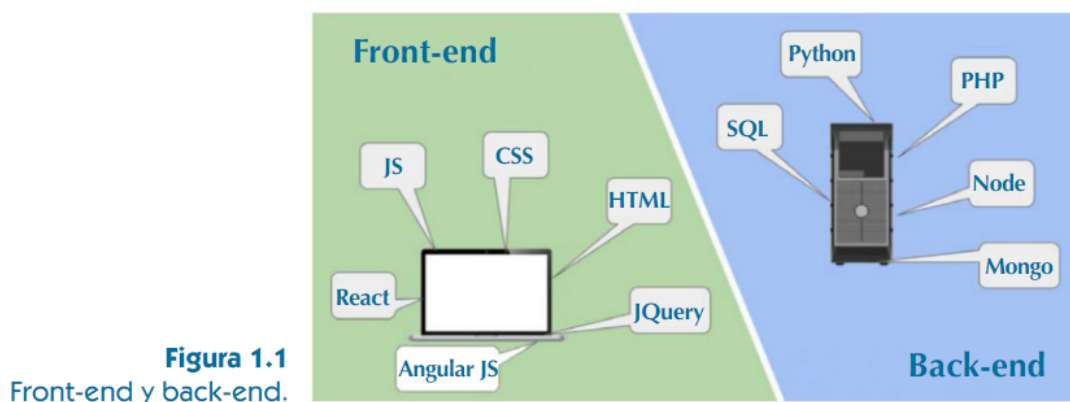 Front-end
JS
CSS
HTML
React
JQuery
Angular JS
Python
PHP
SQL
Node
Mongo
Back-end
Figura 1.1
Front-end y back-end.